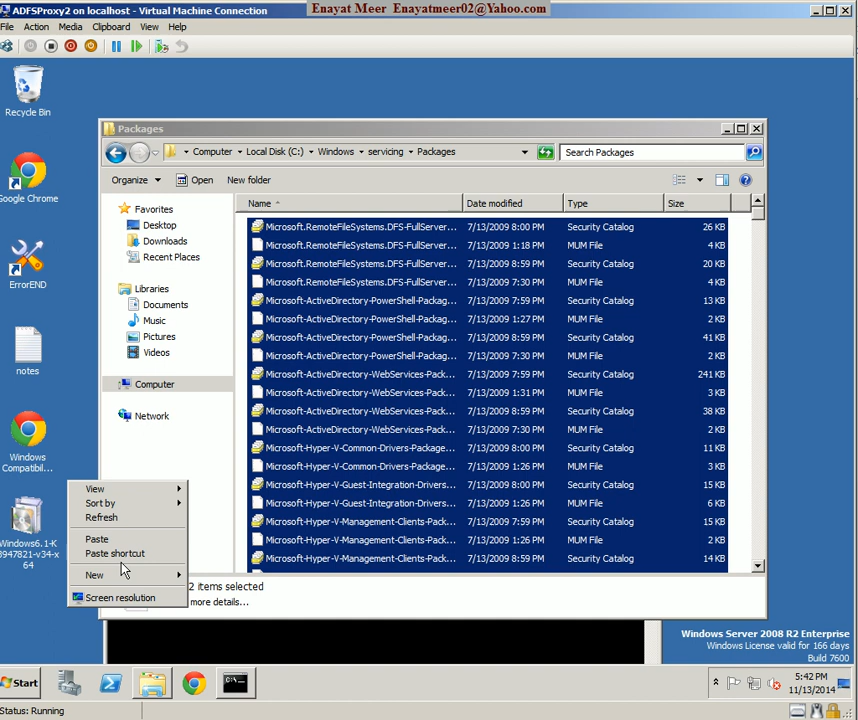 ADFSProxy2 on localhost - Virtual Machine Connection
Enayat Meer Enayatmeer02@Yahoo.com
File Action Media Clipboard View Help
Recycle Bin
Google Chrome
ErrorEND
notes
Windows
Compatibil...
Windows6.1-K
3947821-v34-x
64
Packages
Computer Local Disk (C:) Windows servicing Packages
Search Packages
Organize Open New folder
Favorites
Desktop
Downloads
Recent Places
Libraries
Documents
Music
Pictures
Videos
Computer
Network
Name Date modified Type Size
Microsoft.RemoteFileSystems.DFS-FullServer... 7/13/2009 8:00 PM Security Catalog 26 KB
Microsoft.RemoteFileSystems.DFS-FullServer... 7/13/2009 1:18 PM MUM File 4 KB
Microsoft.RemoteFileSystems.DFS-FullServer... 7/13/2009 8:59 PM Security Catalog 20 KB
Microsoft.RemoteFileSystems.DFS-FullServer... 7/13/2009 7:30 PM MUM File 4 KB
Microsoft-ActiveDirectory-PowerShell-Packag... 7/13/2009 7:59 PM Security Catalog 13 KB
Microsoft-ActiveDirectory-PowerShell-Packag... 7/13/2009 1:27 PM MUM File 2 KB
Microsoft-ActiveDirectory-PowerShell-Packag... 7/13/2009 8:59 PM Security Catalog 41 KB
Microsoft-ActiveDirectory-PowerShell-Packag... 7/13/2009 7:30 PM MUM File 2 KB
Microsoft-ActiveDirectory-WebServices-Pack... 7/13/2009 7:59 PM Security Catalog 241 KB
Microsoft-ActiveDirectory-WebServices-Pack... 7/13/2009 1:31 PM MUM File 3 KB
Microsoft-ActiveDirectory-WebServices-Pack... 7/13/2009 8:59 PM Security Catalog 38 KB
Microsoft-ActiveDirectory-WebServices-Pack... 7/13/2009 7:30 PM MUM File 2 KB
Microsoft-Hyper-V-Common-Drivers-Package... 7/13/2009 8:00 PM Security Catalog 11 KB
Microsoft-Hyper-V-Common-Drivers-Package... 7/13/2009 1:26 PM MUM File 3 KB
Microsoft-Hyper-V-Guest-Integration-Drivers... 7/13/2009 8:00 PM Security Catalog 15 KB
Microsoft-Hyper-V-Guest-Integration-Drivers... 7/13/2009 1:26 PM MUM File 6 KB
Microsoft-Hyper-V-Management-Clients-Pack... 7/13/2009 7:59 PM Security Catalog 15 KB
Microsoft-Hyper-V-Management-Clients-Pack... 7/13/2009 1:26 PM MUM File 2 KB
Microsoft-Hyper-V-Management-Clients-Pack... 7/13/2009 8:59 PM Security Catalog 14 KB
View
Sort by
Refresh
Paste
Paste shortcut
New
Screen resolution
2 items selected
more details...
Windows Server 2008 R2 Enterprise
Windows License valid for 166 days
Build 7600
Start
5:42 PM
11/13/2014
Status: Running